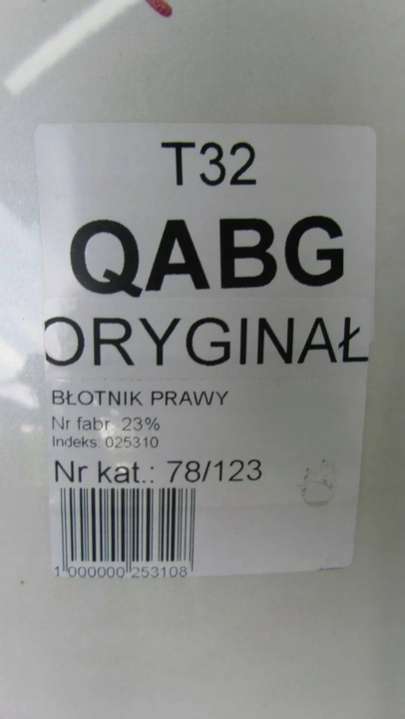 T32
QABG
ORYGINAŁ
BŁOTNIK PRAWY
Nr fabr. 23%
Indeks: 025310
Nr kat.: 78/123
1 000000 253108